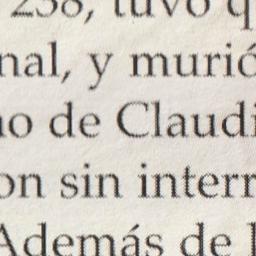 238, tuvo q
nal, y murió
no de Claudi
on sin interr
Además de l